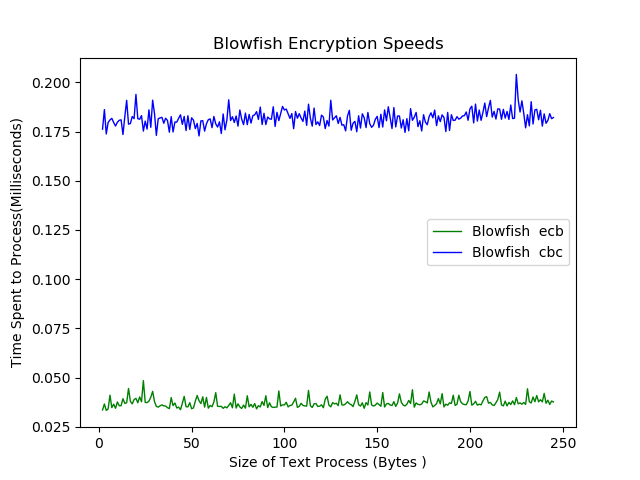 Blowfish Encryption Speeds
Time Spent to Process(Milliseconds)
0.200
0.175
0.150
0.125
0.100
0.075
0.050
0.025
Blowfish  ecb
Blowfish  cbc
0 50 100 150 200 250
Size of Text Process (Bytes )